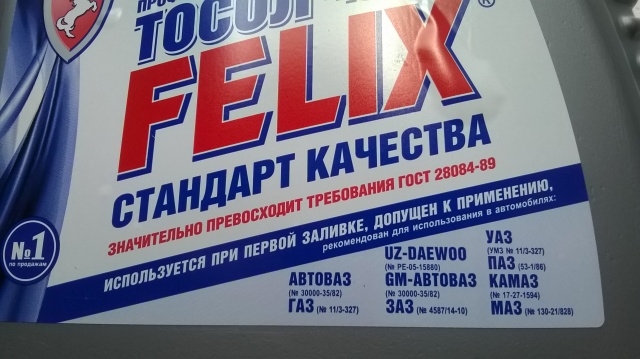 ТОСОЛ
FELIX®
СТАНДАРТ КАЧЕСТВА
ЗНАЧИТЕЛЬНО ПРЕВОСХОДИТ ТРЕБОВАНИЯ ГОСТ 28084-89
ИСПОЛЬЗУЕТСЯ ПРИ ПЕРВОЙ ЗАЛИВКЕ, ДОПУЩЕН К ПРИМЕНЕНИЮ,
рекомендован для использования в автомобилях:
№1
по продажам
АВТОВАЗ
(№ 30000-35/82)
ГАЗ (№ 11/3-327)
UZ-DAEWOO
(№ PE-05-15880)
GM-АВТОВАЗ
(№ 30000-35/82)
ЗАЗ (№ 4587/14-10)
УАЗ
(УМЗ № 11/3-327)
ПАЗ (53-1/86)
КАМАЗ
(№ 17-27-1594)
МАЗ (№ 130-21/828)